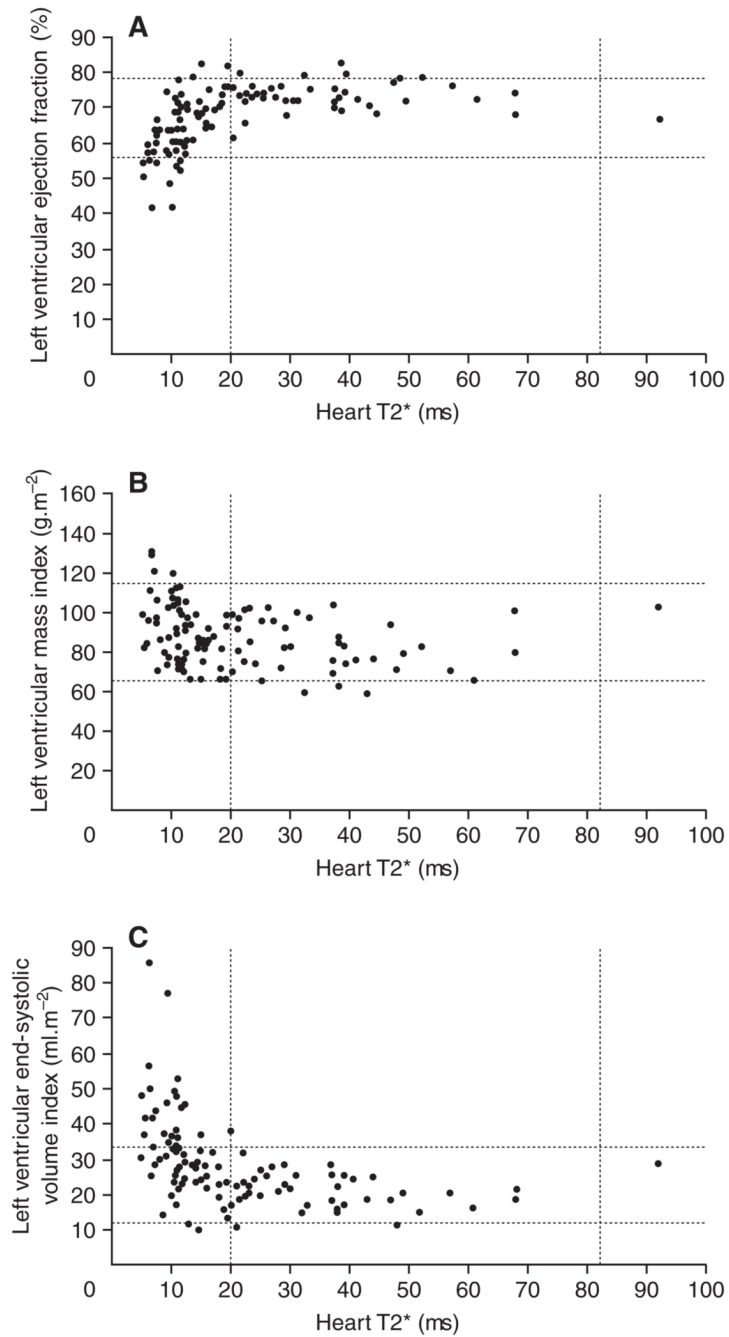 A
Left ventricular ejection fraction (%)
90
80
70
60
50
40
30
20
10
0 10 20 30 40 50 60 70 80 90 100
Heart T2* (ms)
B
Left ventricular mass index (g.m⁻²)
160
140
120
100
80
60
40
20
0 10 20 30 40 50 60 70 80 90 100
Heart T2* (ms)
C
Left ventricular end-systolic
volume index (ml.m⁻²)
90
80
70
60
50
40
30
20
10
0 10 20 30 40 50 60 70 80 90 100
Heart T2* (ms)